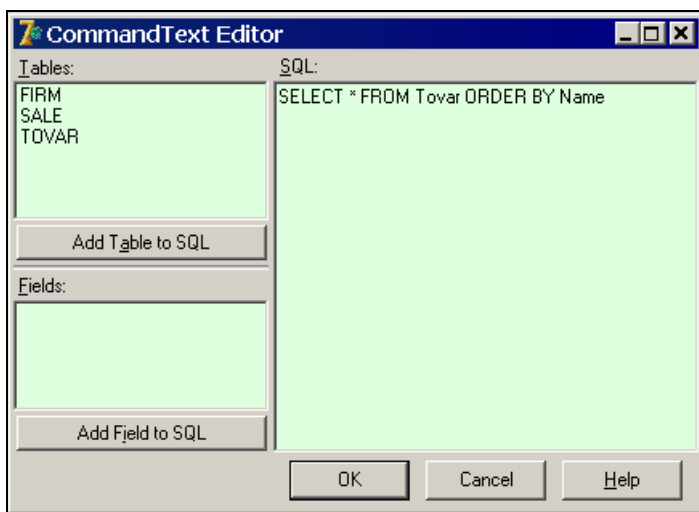 CommandText Editor
Tables:
FIRM
SALE
TOVAR
Add Table to SQL
Fields:
Add Field to SQL
SQL:
SELECT * FROM Tovar ORDER BY Name
OK
Cancel
Help